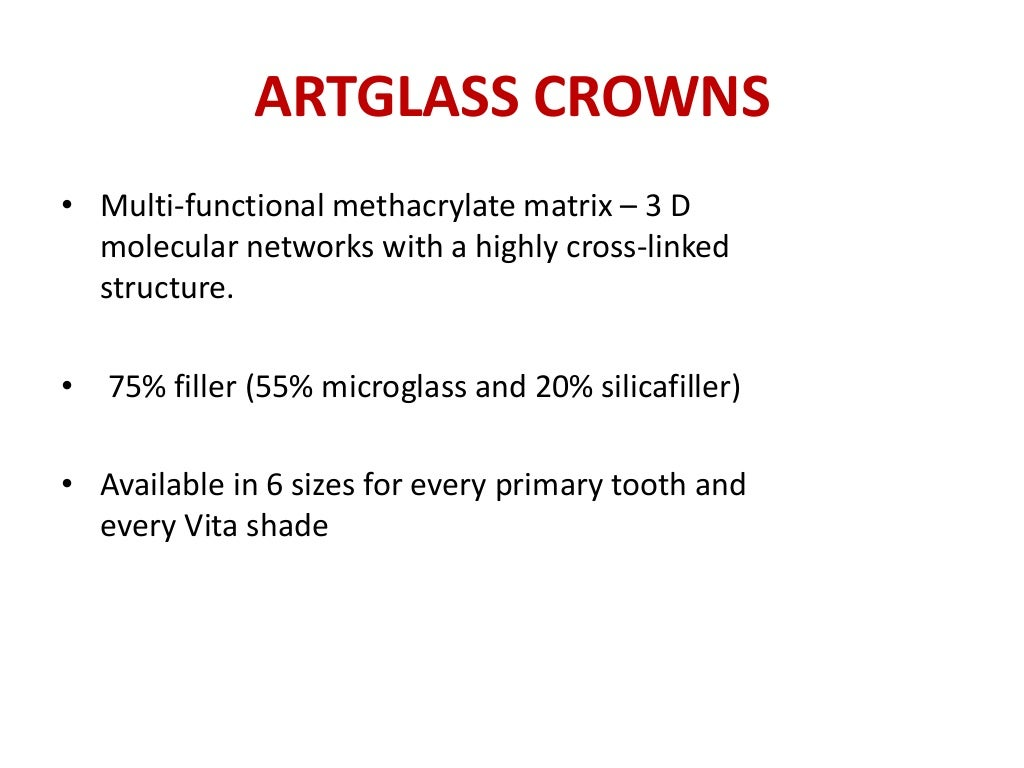 ARTGLASS CROWNS
• Multi-functional methacrylate matrix – 3 D
molecular networks with a highly cross-linked
structure.
• 75% filler (55% microglass and 20% silicafiller)
• Available in 6 sizes for every primary tooth and
every Vita shade